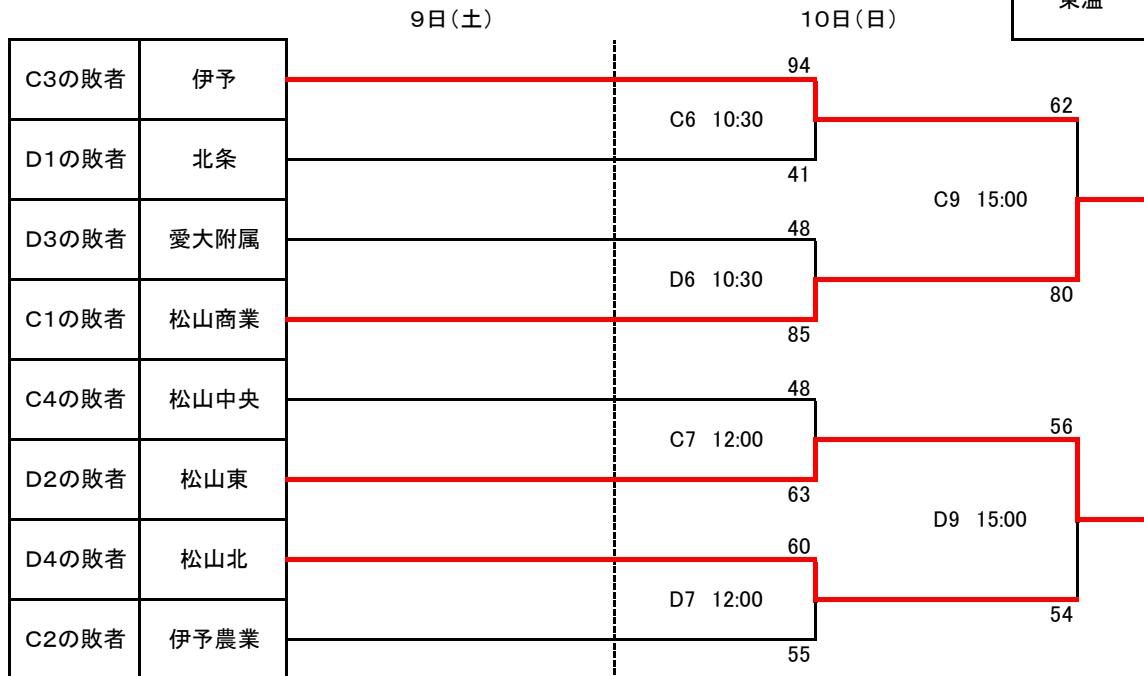 9日(土) 10日(日)
C3の敗者 伊予 94
C6 10:30 62
D1の敗者 北条 41
C9 15:00
D3の敗者 愛大附属 48
D6 10:30 80
C1の敗者 松山商業 85
C4の敗者 松山中央 48
C7 12:00 56
D2の敗者 松山東 63
D9 15:00
D4の敗者 松山北 60
D7 12:00 54
C2の敗者 伊予農業 55